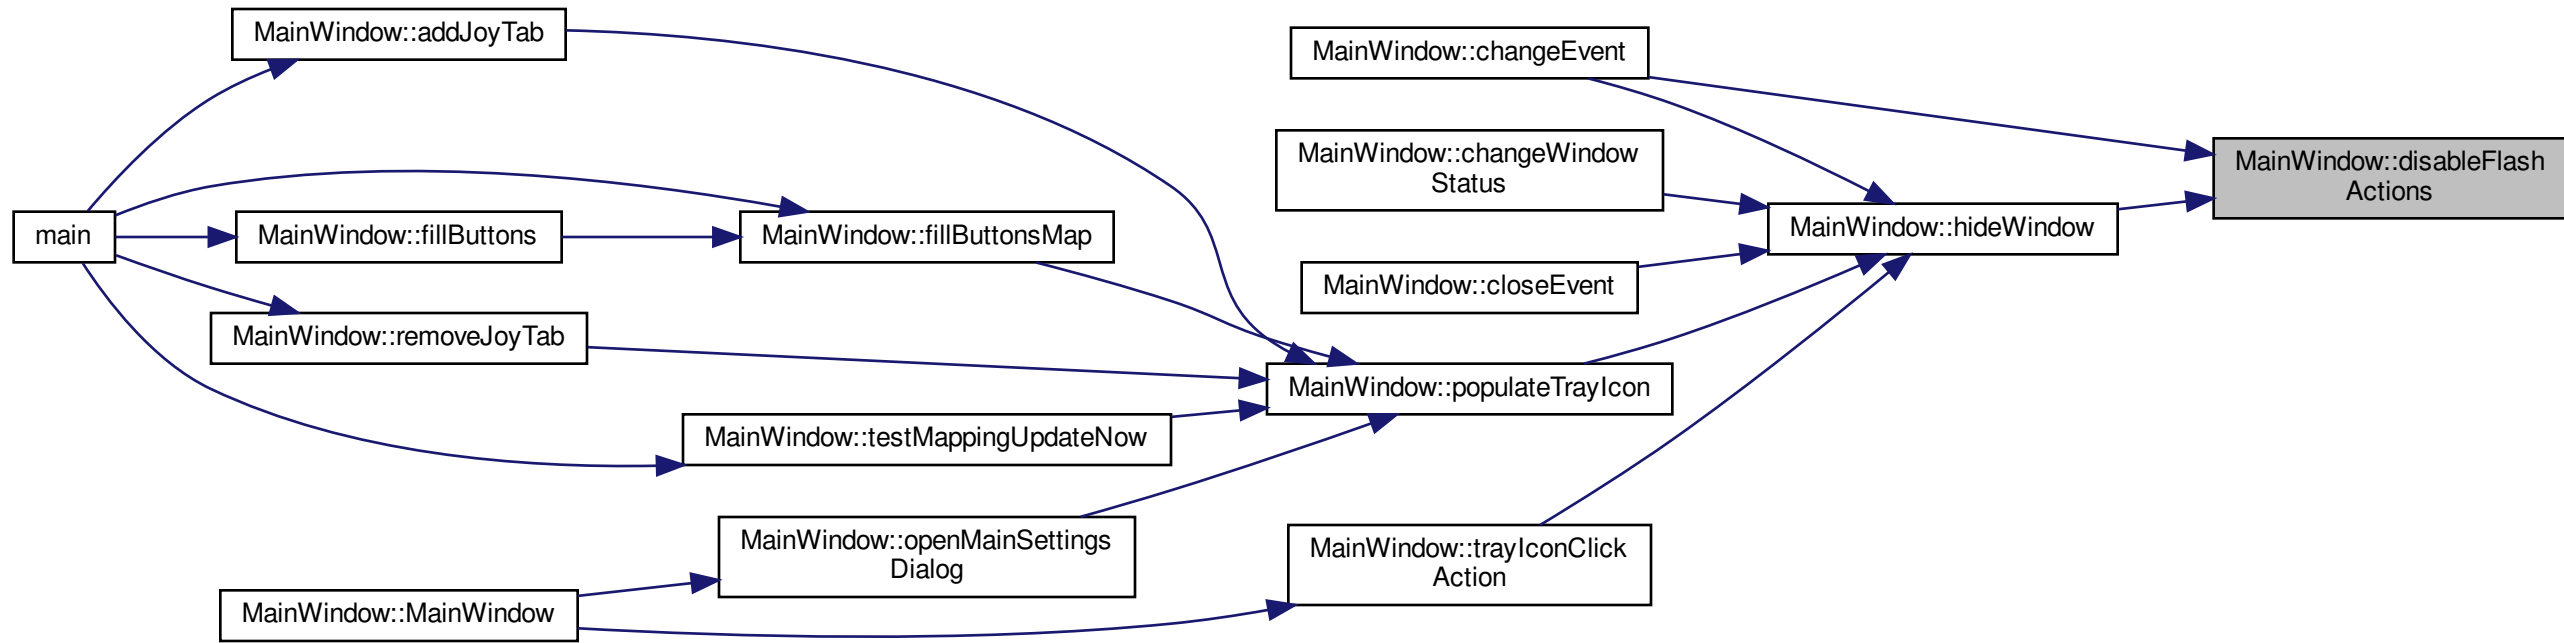 MainWindow::addJoyTab
main
MainWindow::fillButtons
MainWindow::removeJoyTab
MainWindow::MainWindow
MainWindow::fillButtonsMap
MainWindow::testMappingUpdateNow
MainWindow::openMainSettings
Dialog
MainWindow::changeEvent
MainWindow::changeWindow
Status
MainWindow::closeEvent
MainWindow::populateTrayIcon
MainWindow::trayIconClick
Action
MainWindow::hideWindow
MainWindow::disableFlash
Actions